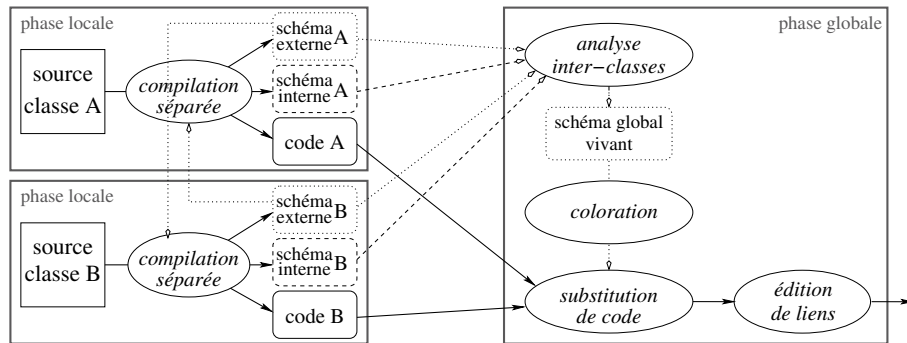 phase locale
source
classe A
compilation
séparée
schéma
externe A
schéma
interne A
code A
phase locale
source
classe B
compilation
séparée
schéma
externe B
schéma
interne B
code B
phase globale
analyse
inter-classes
schéma global
vivant
coloration
substitution
de code
édition
de liens